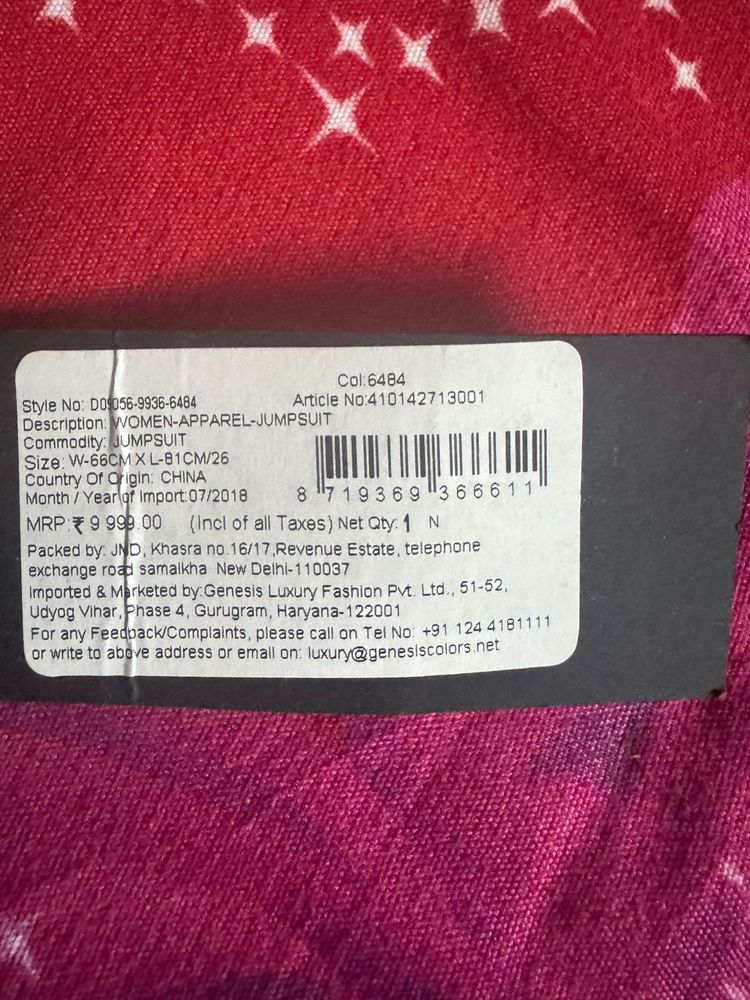 Col:6484
Style No: D09056-9936-6484 Article No:410142713001
Description: WOMEN-APPAREL-JUMPSUIT
Commodity: JUMPSUIT
Size: W-66CM X L-81CM/26
Country Of Origin: CHINA
Month / Year of Import:07/2018
8 719369 366611
MRP:₹ 9 999.00 (Incl of all Taxes) Net Qty: 1 N
Packed by: JND, Khasra no.16/17,Revenue Estate, telephone
exchange road samalkha New Delhi-110037
Imported & Marketed by:Genesis Luxury Fashion Pvt. Ltd., 51-52,
Udyog Vihar, Phase 4, Gurugram, Haryana-122001
For any Feedback/Complaints, please call on Tel No: +91 124 4181111
or write to above address or email on: luxury@genesiscolors.net